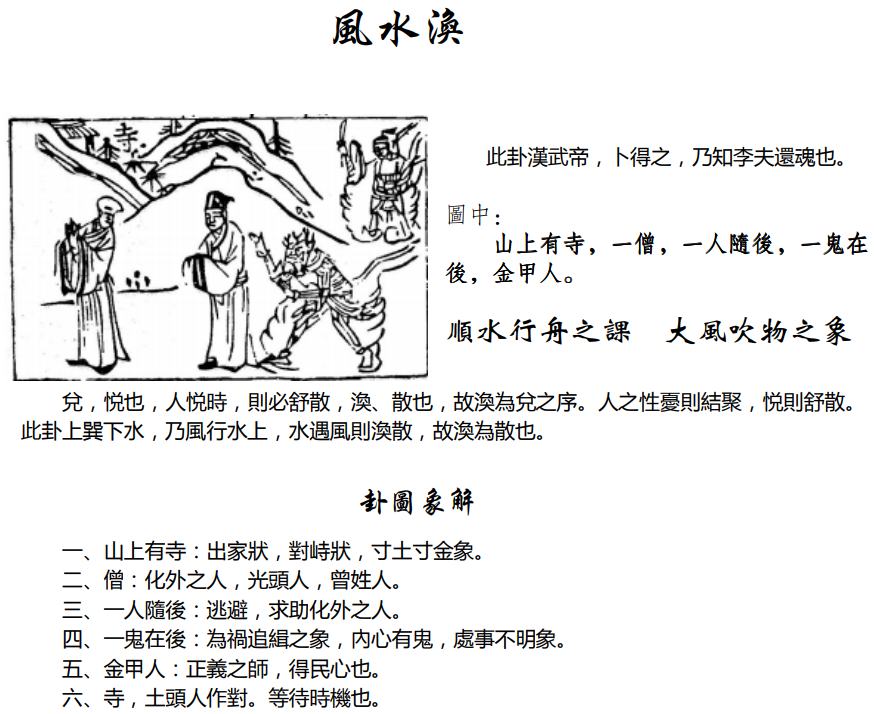 風水渙
寺
此卦漢武帝，卜得之，乃知李夫還魂也。
圖中：
山上有寺，一僧，一人隨後，一鬼在
後，金甲人。
順水行舟之課　大風吹物之象
兌，悦也，人悦時，則必舒散，渙、散也，故渙為兌之序。人之性憂則結聚，悦則舒散。
此卦上巽下水，乃風行水上，水遇風則渙散，故渙為散也。
卦圖象解
一、山上有寺：出家狀，對峙狀，寸土寸金象。
二、僧：化外之人，光頭人，曾姓人。
三、一人隨後：逃避，求助化外之人。
四、一鬼在後：為禍追緝之象，內心有鬼，處事不明象。
五、金甲人：正義之師，得民心也。
六、寺，土頭人作對。等待時機也。